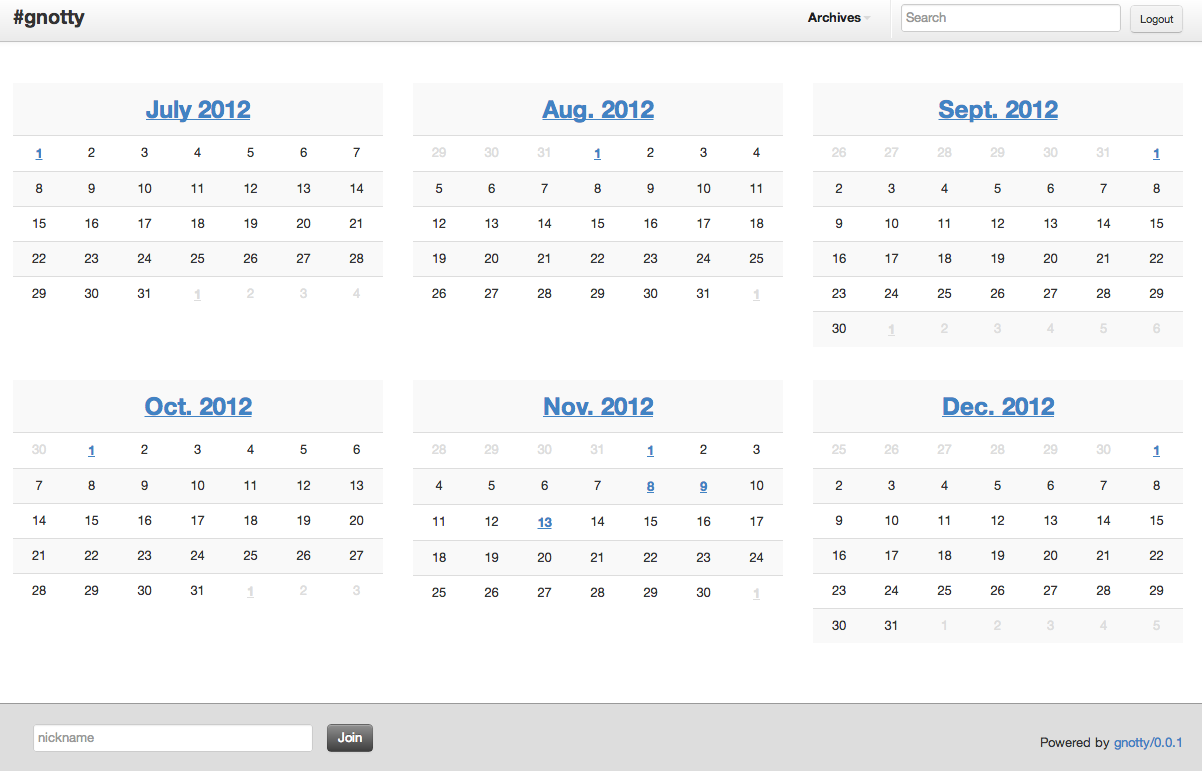 #gnotty Archives Search Logout
July 2012 Aug. 2012 Sept. 2012
1 2 3 4 5 6 7 29 30 31 1 2 3 4 26 27 28 29 30 31 1
8 9 10 11 12 13 14 5 6 7 8 9 10 11 2 3 4 5 6 7 8
15 16 17 18 19 20 21 12 13 14 15 16 17 18 9 10 11 12 13 14 15
22 23 24 25 26 27 28 19 20 21 22 23 24 25 16 17 18 19 20 21 22
29 30 31 1 2 3 4 26 27 28 29 30 31 1 23 24 25 26 27 28 29
30 1 2 3 4 5 6
Oct. 2012 Nov. 2012 Dec. 2012
30 1 2 3 4 5 6 28 29 30 31 1 2 3 25 26 27 28 29 30 1
7 8 9 10 11 12 13 4 5 6 7 8 9 10 2 3 4 5 6 7 8
14 15 16 17 18 19 20 11 12 13 14 15 16 17 9 10 11 12 13 14 15
21 22 23 24 25 26 27 18 19 20 21 22 23 24 16 17 18 19 20 21 22
28 29 30 31 1 2 3 25 26 27 28 29 30 1 23 24 25 26 27 28 29
30 31 1 2 3 4 5
nickname Join Powered by gnotty/0.0.1